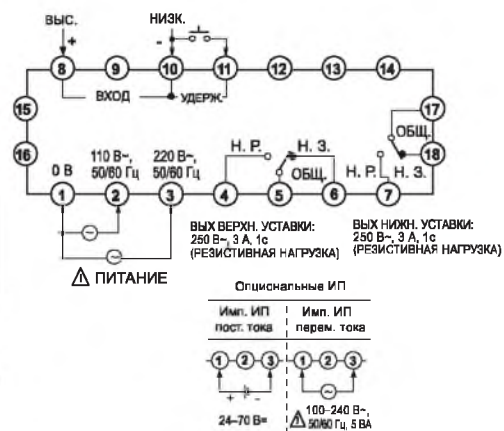 ВЫС. НИЗК.
+ -
8 9 10 11 12 13 14
ВХОД УДЕРЖ.
15 17
ОБЩ.
16 18
0 В 110 В~, 50/60 Гц 220 В~, 50/60 Гц Н. Р. Н. З. ОБЩ. Н. Р. Н. З.
1 2 3 4 5 6 7
ВЫХ ВЕРХН. УСТАВКИ:
250 В~, 3 А, 1с
(РЕЗИСТИВНАЯ НАГРУЗКА)
ВЫХ НИЖН. УСТАВКИ:
250 В~, 3 А, 1с
(РЕЗИСТИВНАЯ НАГРУЗКА)
ПИТАНИЕ
Опциональные ИП
Имп. ИП
пост. тока
Имп. ИП
перем. тока
1 2 3 1 2 3
+ -
24–70 В=
100–240 В~,
50/60 Гц, 5 ВА